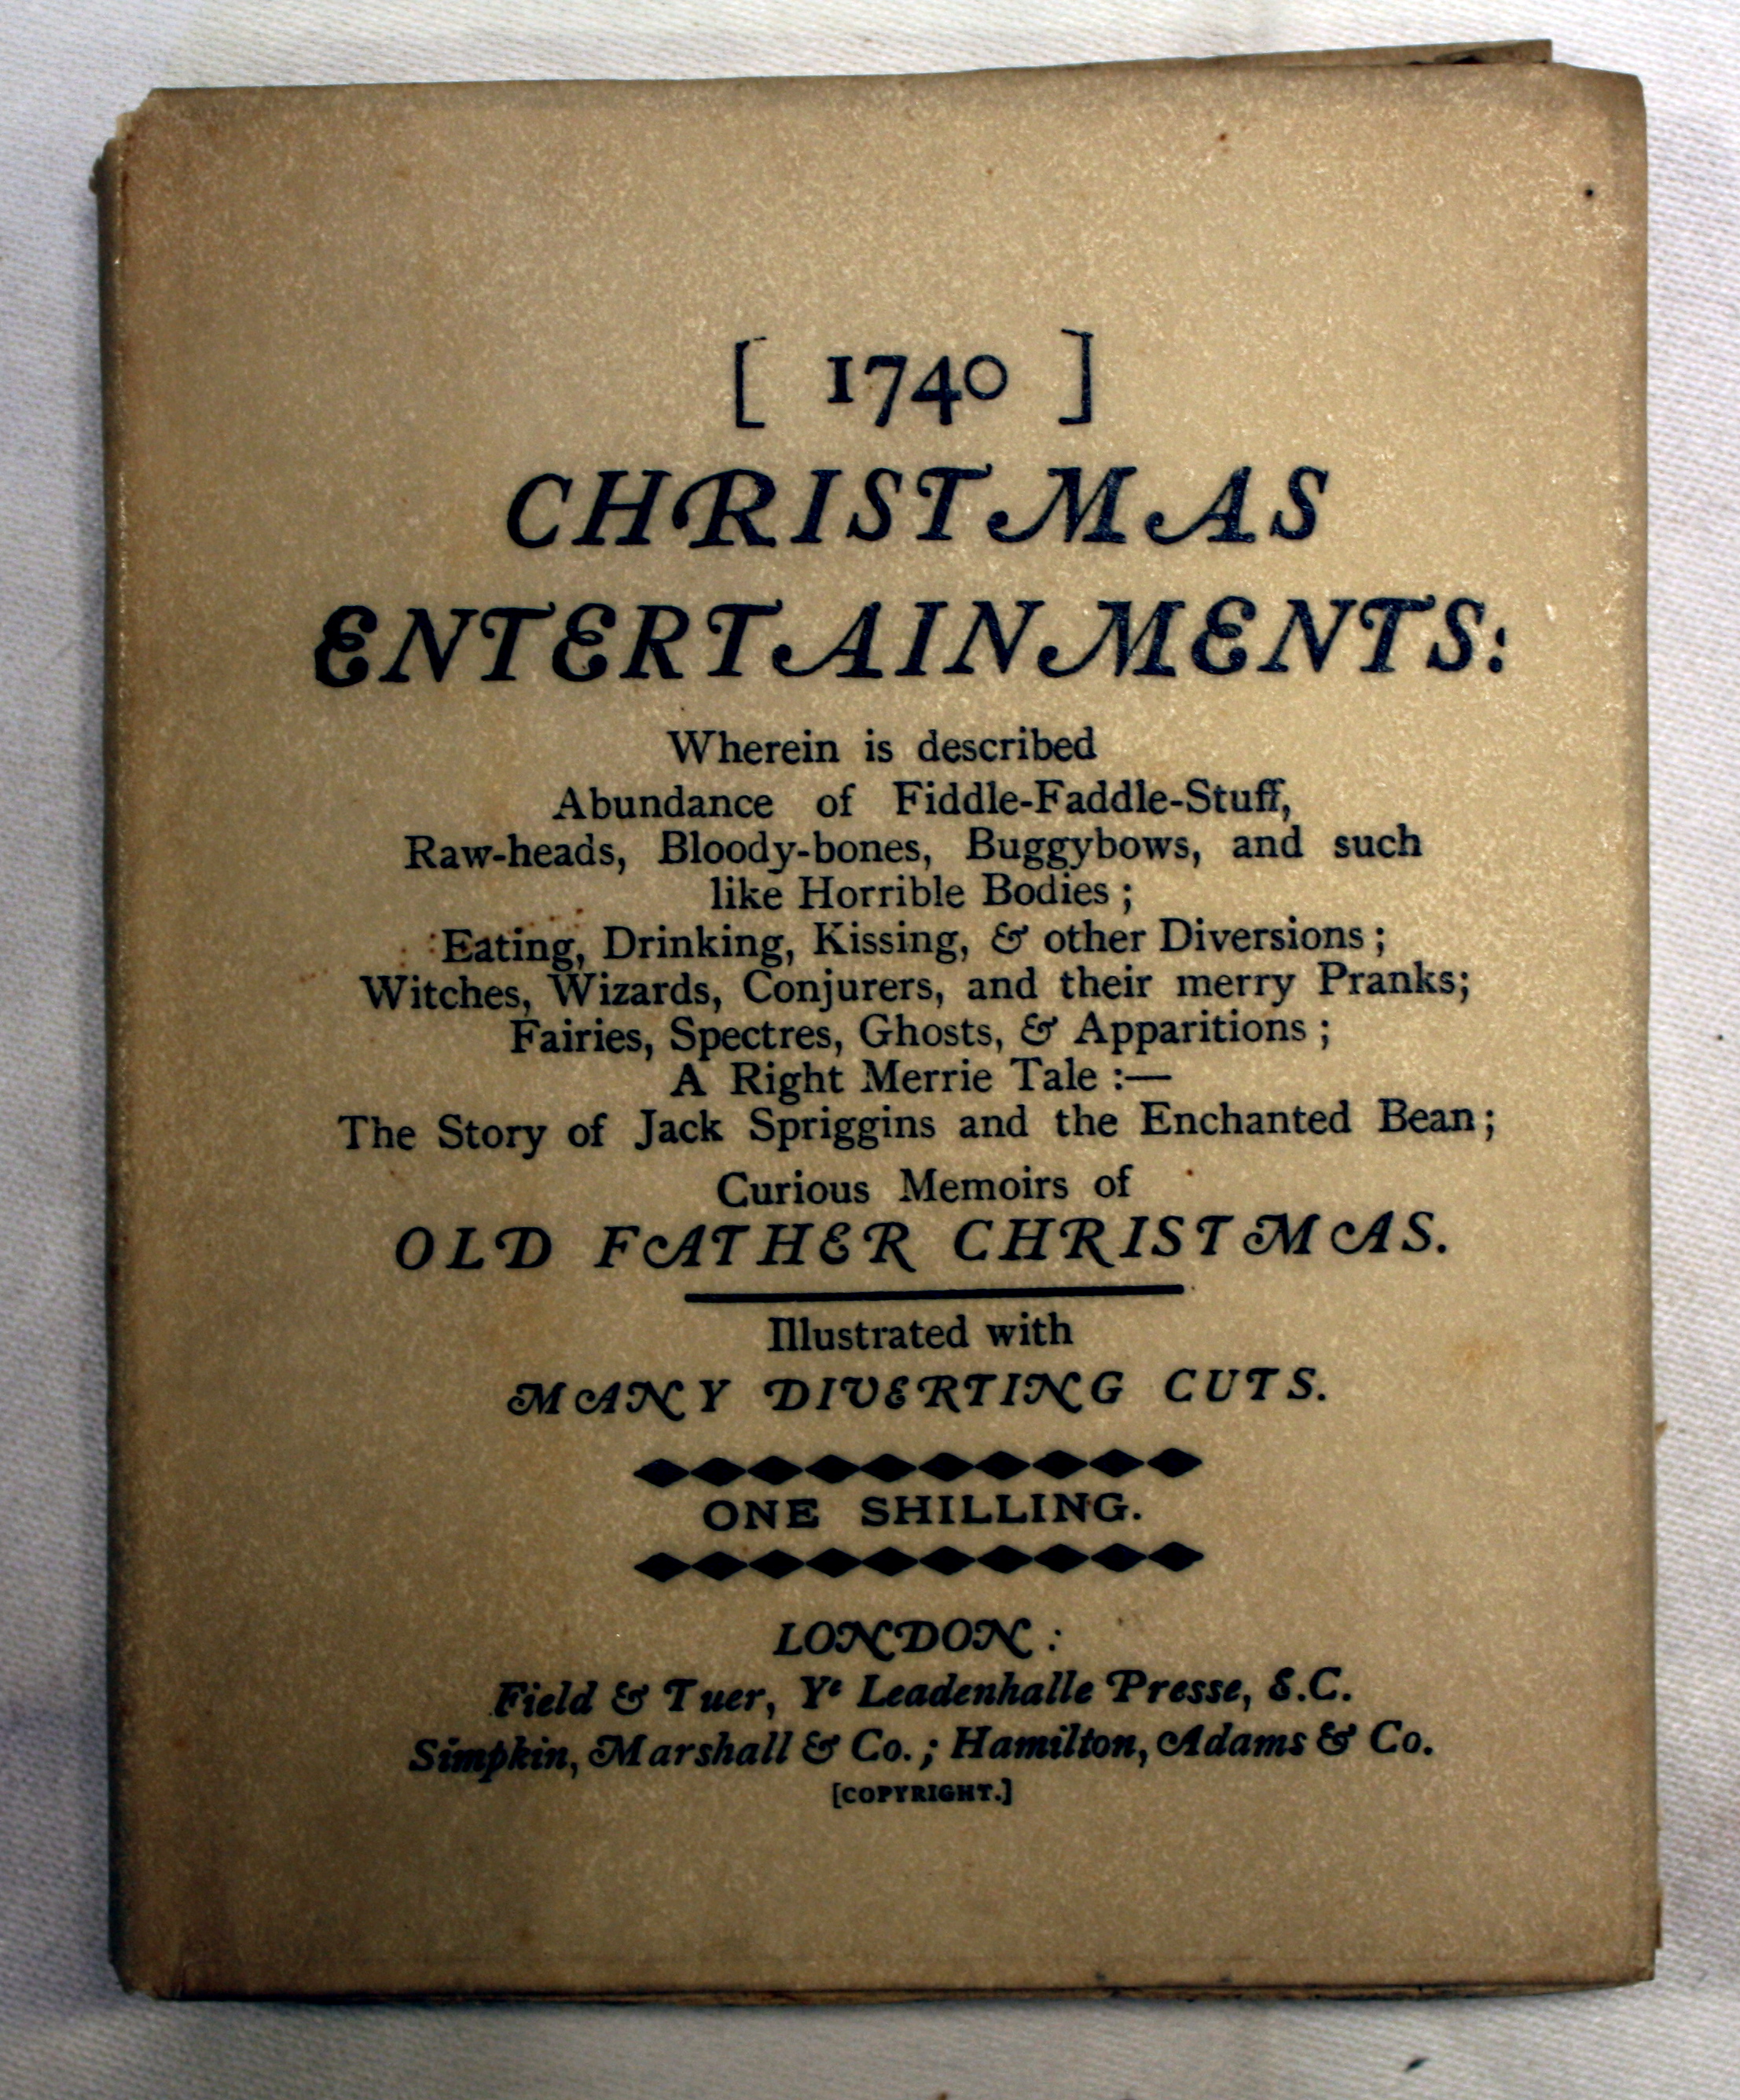 [ 1740 ]
CHRISTMAS
ENTERTAINMENTS:
Wherein is described
Abundance of Fiddle-Faddle-Stuff,
Raw-heads, Bloody-bones, Buggybows, and such
like Horrible Bodies ;
Eating, Drinking, Kissing, & other Diversions ;
Witches, Wizards, Conjurers, and their merry Pranks;
Fairies, Spectres, Ghosts, & Apparitions ;
A Right Merrie Tale :—
The Story of Jack Spriggins and the Enchanted Bean;
Curious Memoirs of
OLD FATHER CHRISTMAS.
Illustrated with
MANY DIVERTING CUTS.
ONE SHILLING.
LONDON :
Field & Tuer, Yᵉ Leadenhalle Presse, E.C.
Simpkin, Marshall & Co. ; Hamilton, Adams & Co.
[COPYRIGHT.]